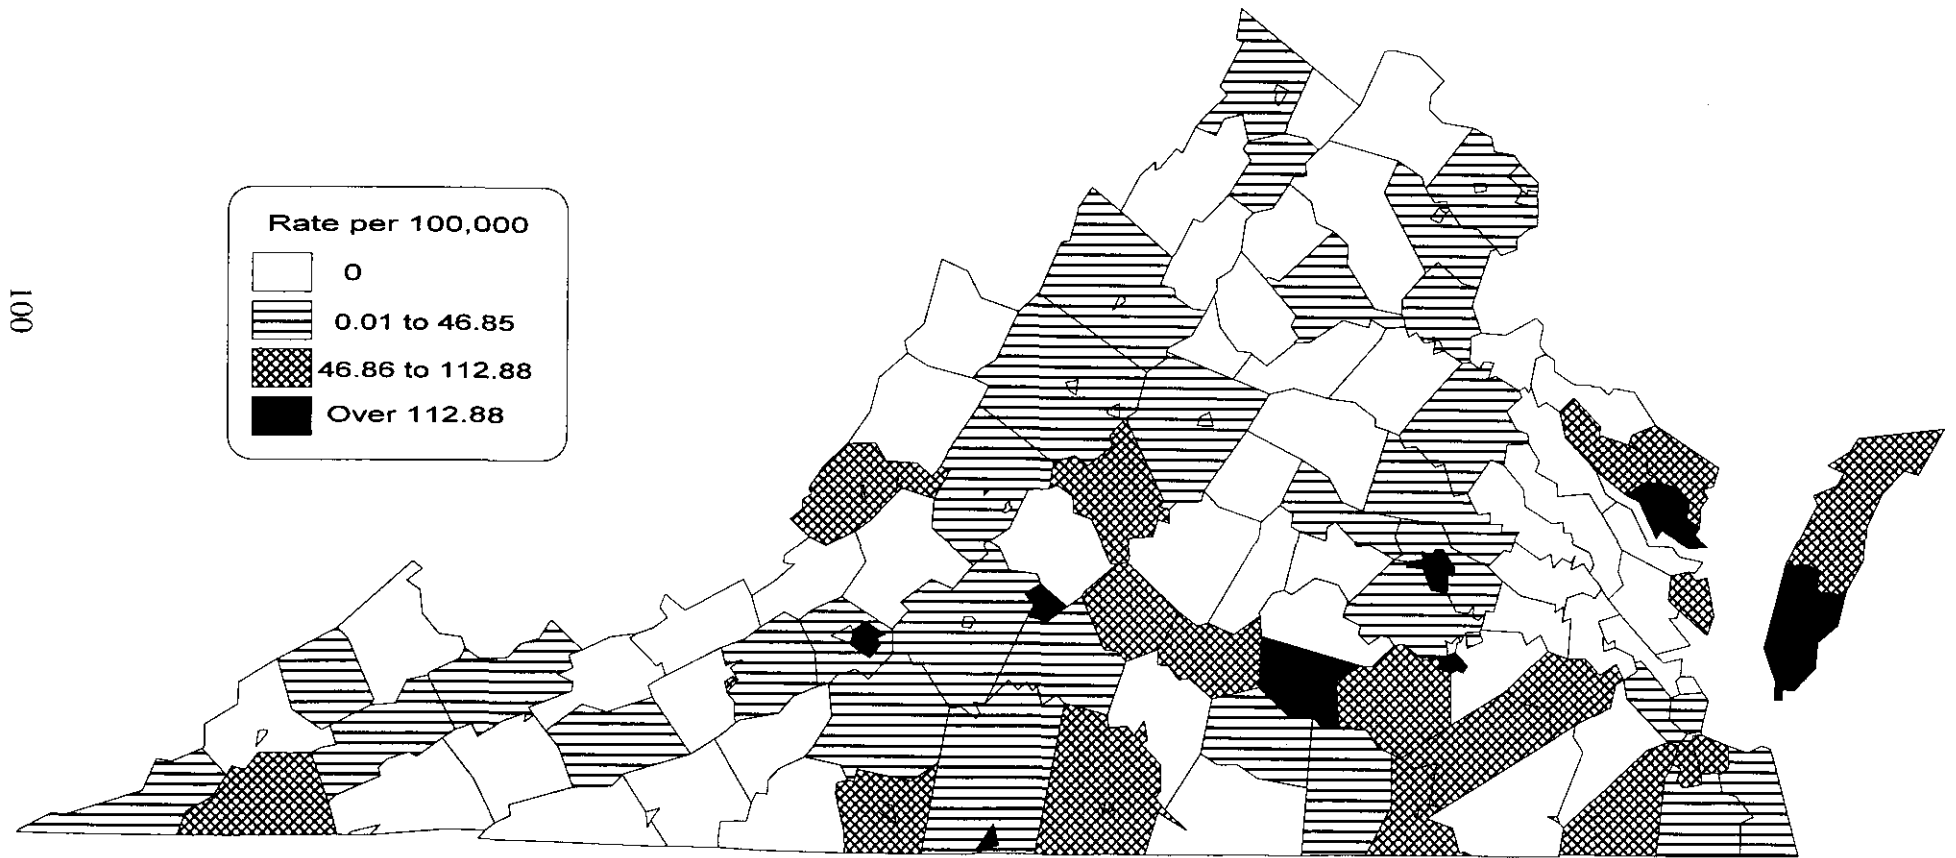 Rate per 100,000
0
0.01 to 46.85
46.86 to 112.88
Over 112.88
100